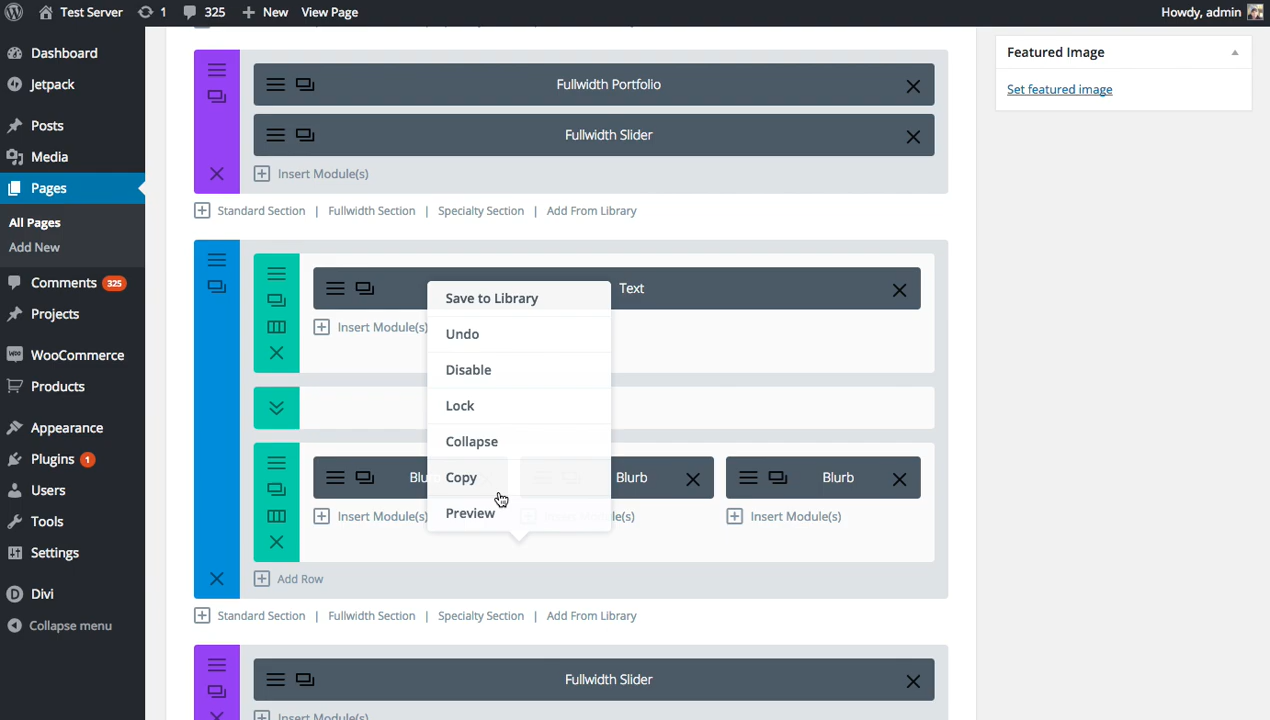 Test Server
1
325
New
View Page
Howdy, admin
Dashboard
Jetpack
Posts
Media
Pages
All Pages
Add New
Comments 325
Projects
WOO WooCommerce
Products
Appearance
Plugins 1
Users
Tools
Settings
Divi
Collapse menu
Fullwidth Portfolio
Fullwidth Slider
Insert Module(s)
Standard Section | Fullwidth Section | Specialty Section | Add From Library
Text
Insert Module(s)
Save to Library
Undo
Disable
Lock
Collapse
Copy
Preview
Blurb
Blurb
Insert Module(s)
Insert Module(s)
Add Row
Standard Section | Fullwidth Section | Specialty Section | Add From Library
Fullwidth Slider
Insert Module(s)
Featured Image
Set featured image